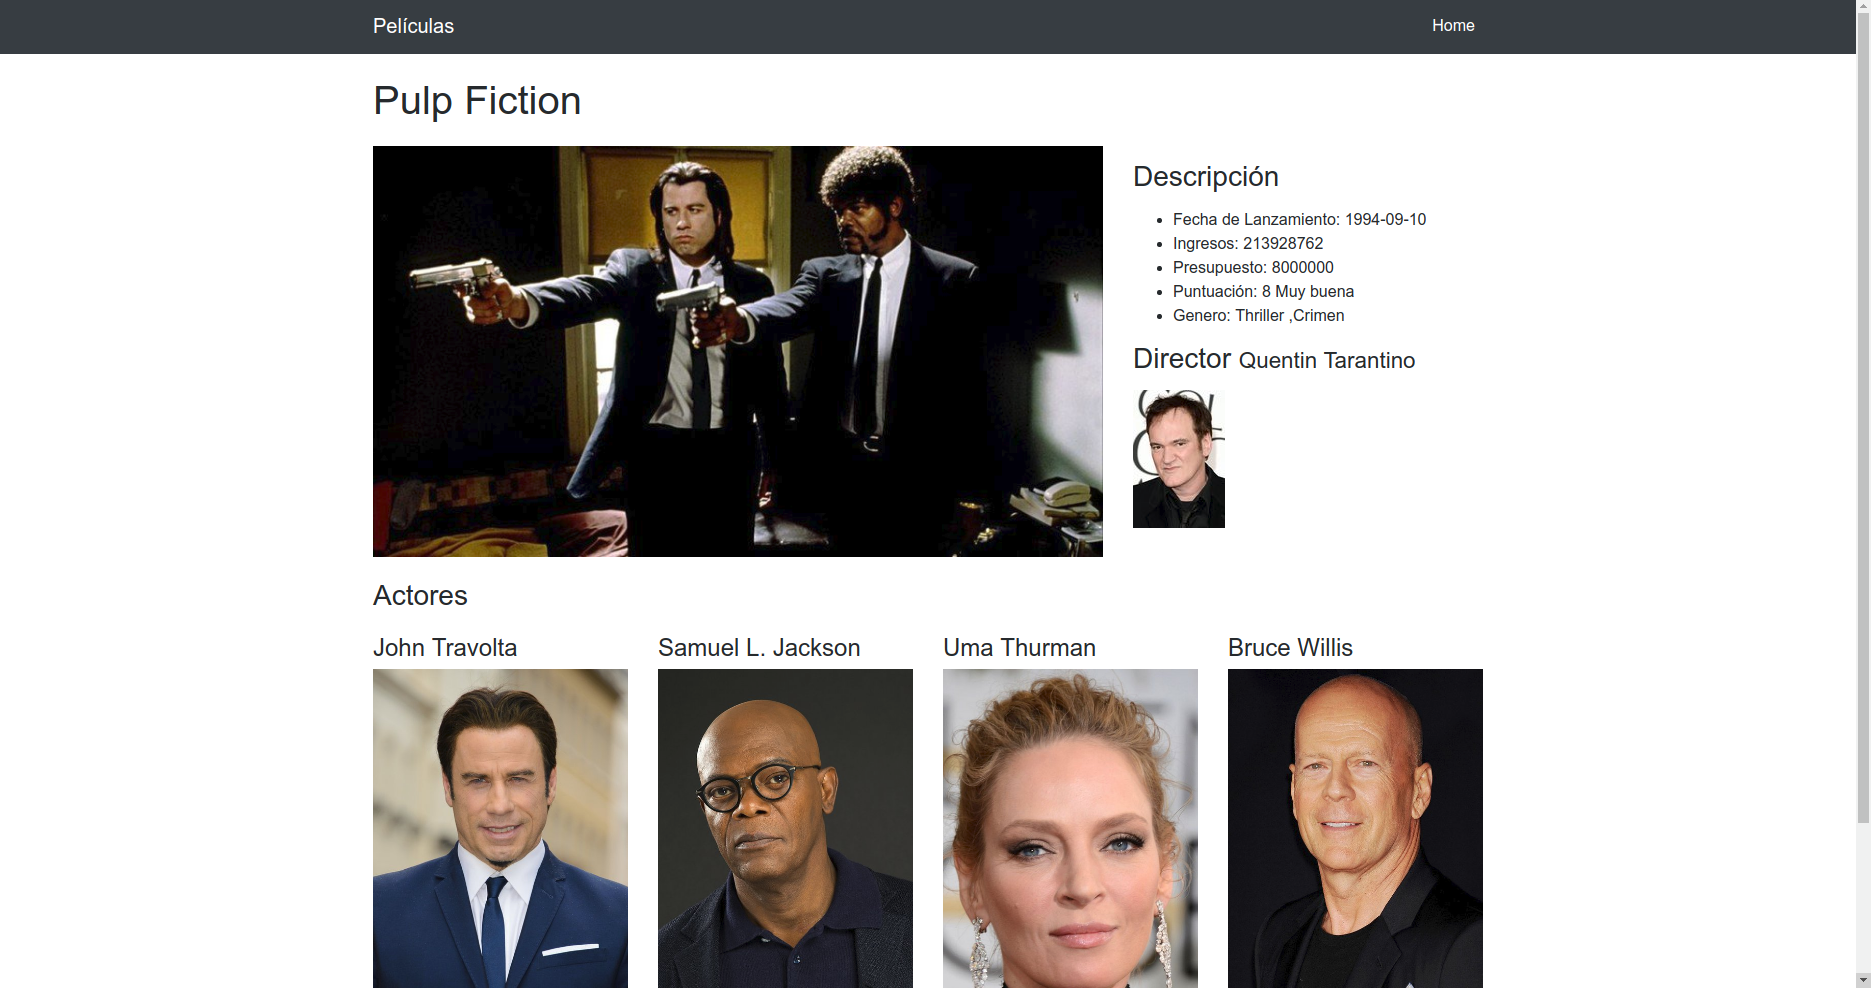 Películas
Home
Pulp Fiction
Descripción
Fecha de Lanzamiento: 1994-09-10
Ingresos: 213928762
Presupuesto: 8000000
Puntuación: 8 Muy buena
Genero: Thriller ,Crimen
Director Quentin Tarantino
Actores
John Travolta
Samuel L. Jackson
Uma Thurman
Bruce Willis